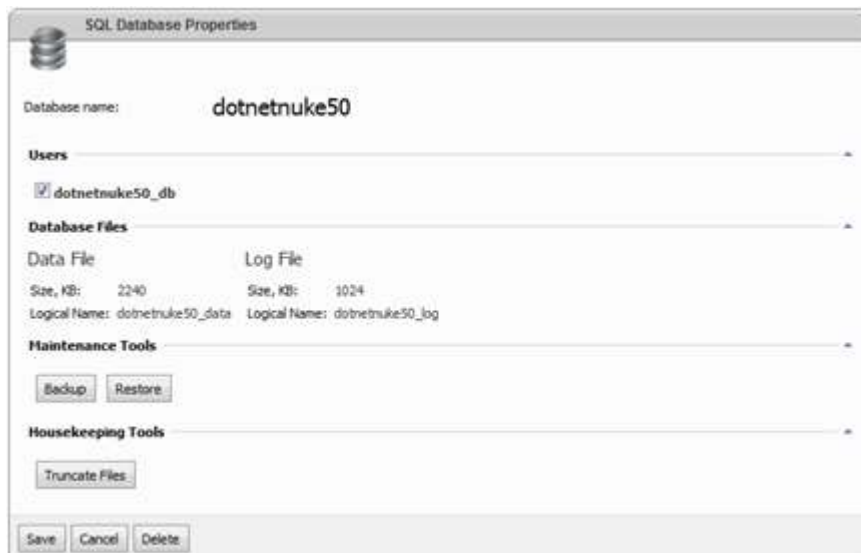 SQL Database Properties
Database name: dotnetnuke50
Users
dotnetnuke50_db
Database Files
Data File Log File
Size, KB: 2240 Size, KB: 1024
Logical Name: dotnetnuke50_data Logical Name: dotnetnuke50_log
Maintenance Tools
Backup Restore
Housekeeping Tools
Truncate Files
Save Cancel Delete